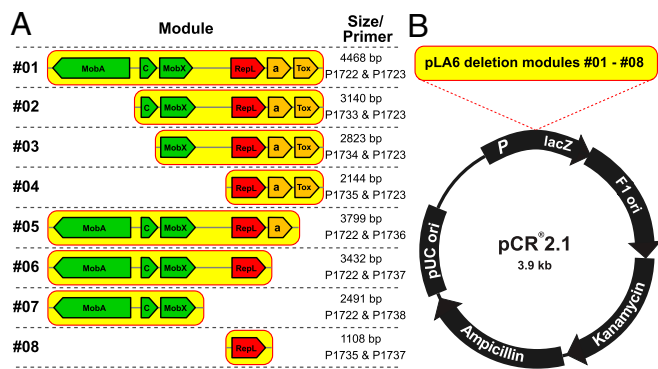 A
Module
Size/
Primer
#01
MobA
C
MobX
RepL
a
Tox
4468 bp
P1722 & P1723
#02
C
MobX
RepL
a
Tox
3140 bp
P1733 & P1723
#03
MobX
RepL
a
Tox
2823 bp
P1734 & P1723
#04
RepL
a
Tox
2144 bp
P1735 & P1723
#05
MobA
C
MobX
RepL
a
3799 bp
P1722 & P1736
#06
MobA
C
MobX
RepL
3432 bp
P1722 & P1737
#07
MobA
C
MobX
2491 bp
P1722 & P1738
#08
RepL
1108 bp
P1735 & P1737
B
pLA6 deletion modules #01 - #08
P
lacZ
F1 ori
Kanamycin
Ampicillin
pUC ori
pCR®2.1
3.9 kb